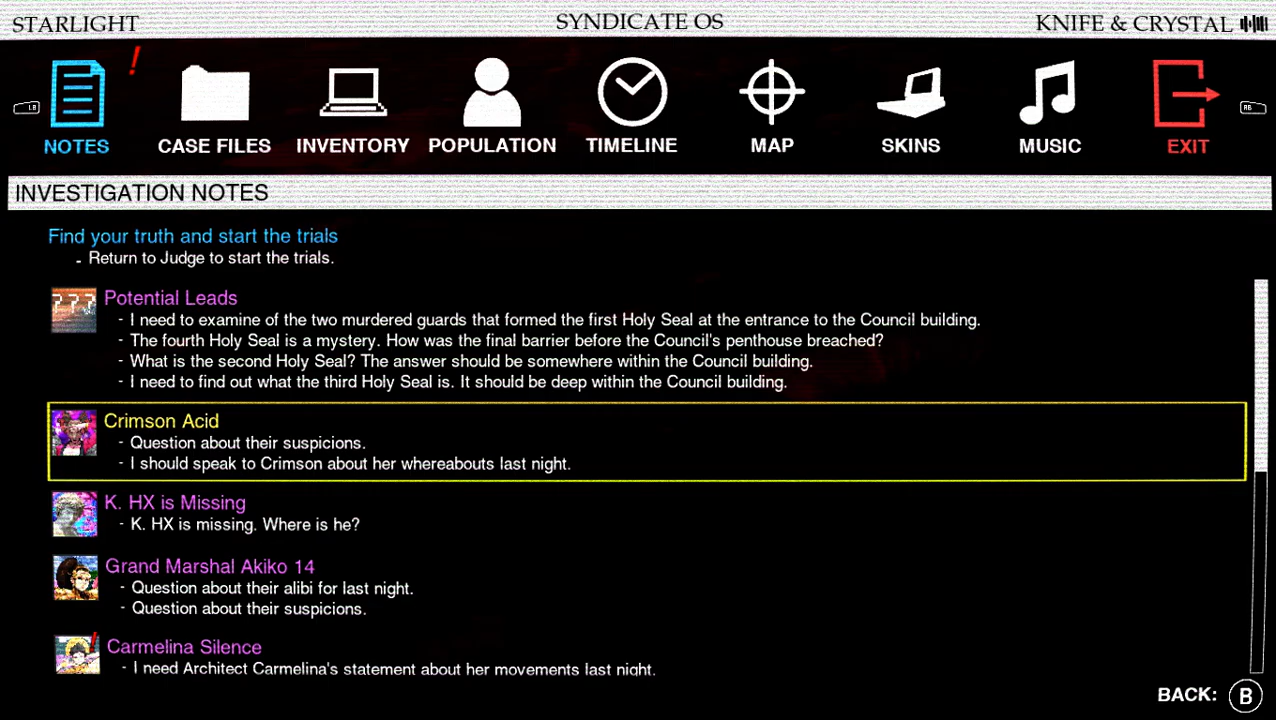 STARLIGHT
SYNDICATE OS
KNIFE & CRYSTAL
!
LB
RB
NOTES
CASE FILES
INVENTORY
POPULATION
TIMELINE
MAP
SKINS
MUSIC
EXIT
INVESTIGATION NOTES
Find your truth and start the trials
- Return to Judge to start the trials.
???
Potential Leads
- I need to examine of the two murdered guards that formed the first Holy Seal at the entrance to the Council building.
- The fourth Holy Seal is a mystery. How was the final barrier before the Council's penthouse breached?
- What is the second Holy Seal? The answer should be somewhere within the Council building.
- I need to find out what the third Holy Seal is. It should be deep within the Council building.
Crimson Acid
- Question about their suspicions.
- I should speak to Crimson about her whereabouts last night.
K. HX is Missing
- K. HX is missing. Where is he?
Grand Marshal Akiko 14
- Question about their alibi for last night.
- Question about their suspicions.
!
Carmelina Silence
- I need Architect Carmelina's statement about her movements last night.
BACK: B